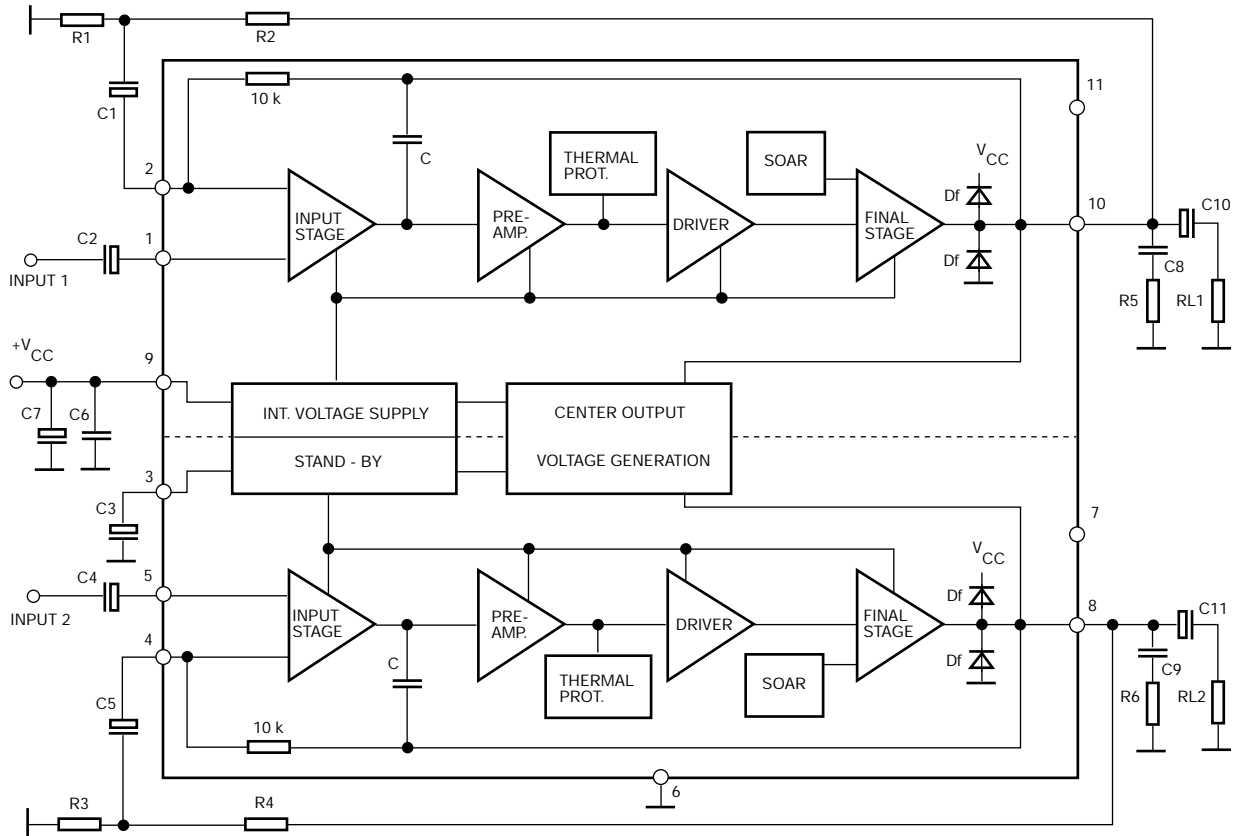 R1
R2
10 k
C1
11
2
C
THERMAL
PROT.
SOAR
V
CC
Df
C10
INPUT
STAGE
PRE-
AMP.
DRIVER
FINAL
STAGE
10
C2
1
Df
C8
INPUT 1
R5
RL1
+V
CC
9
C7
C6
INT. VOLTAGE SUPPLY
CENTER OUTPUT
STAND - BY
VOLTAGE GENERATION
3
C3
7
C4
5
V
CC
INPUT 2
INPUT
STAGE
PRE-
AMP.
DRIVER
FINAL
STAGE
Df
8
C11
4
C
THERMAL
PROT.
SOAR
Df
C9
C5
R6
RL2
10 k
6
R3
R4